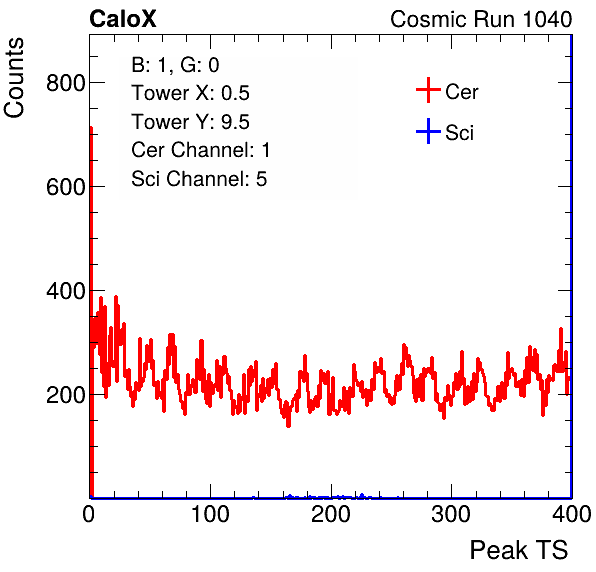 CaloX Cosmic Run 1040
Counts
B: 1, G: 0
Tower X: 0.5
Tower Y: 9.5
Cer Channel: 1
Sci Channel: 5
Cer
Sci
800
600
400
200
0 100 200 300 400
Peak TS